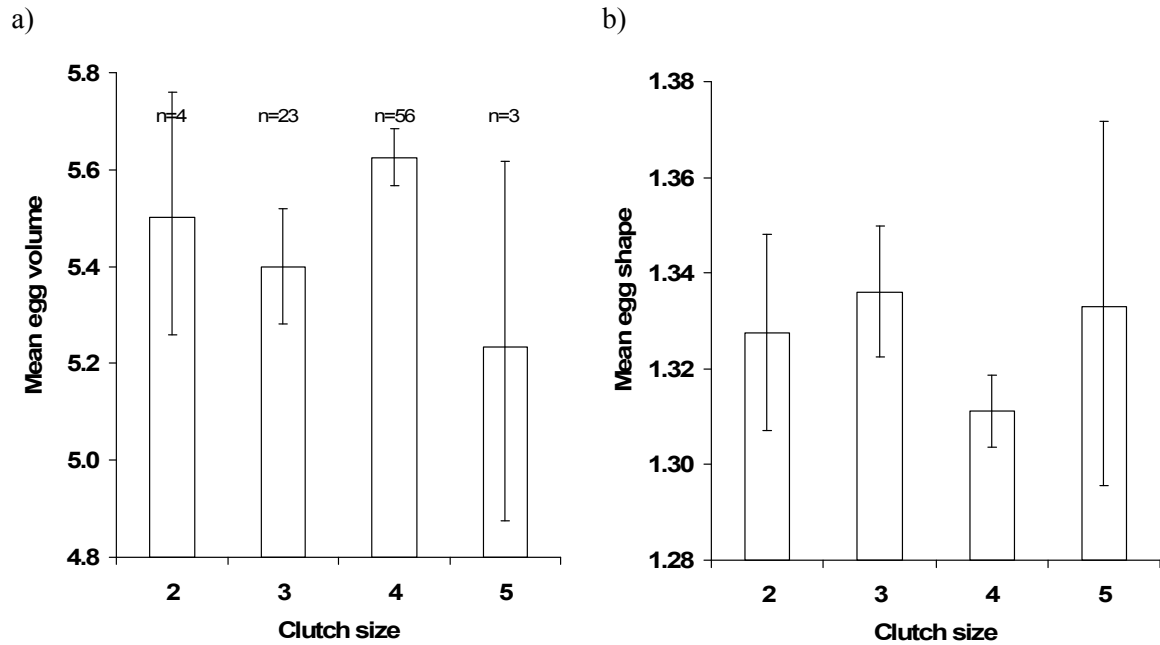 a)
Mean egg volume
5.8
5.6
5.4
5.2
5.0
4.8
n=4 n=23 n=56 n=3
2 3 4 5
Clutch size
b)
Mean egg shape
1.38
1.36
1.34
1.32
1.30
1.28
2 3 4 5
Clutch size